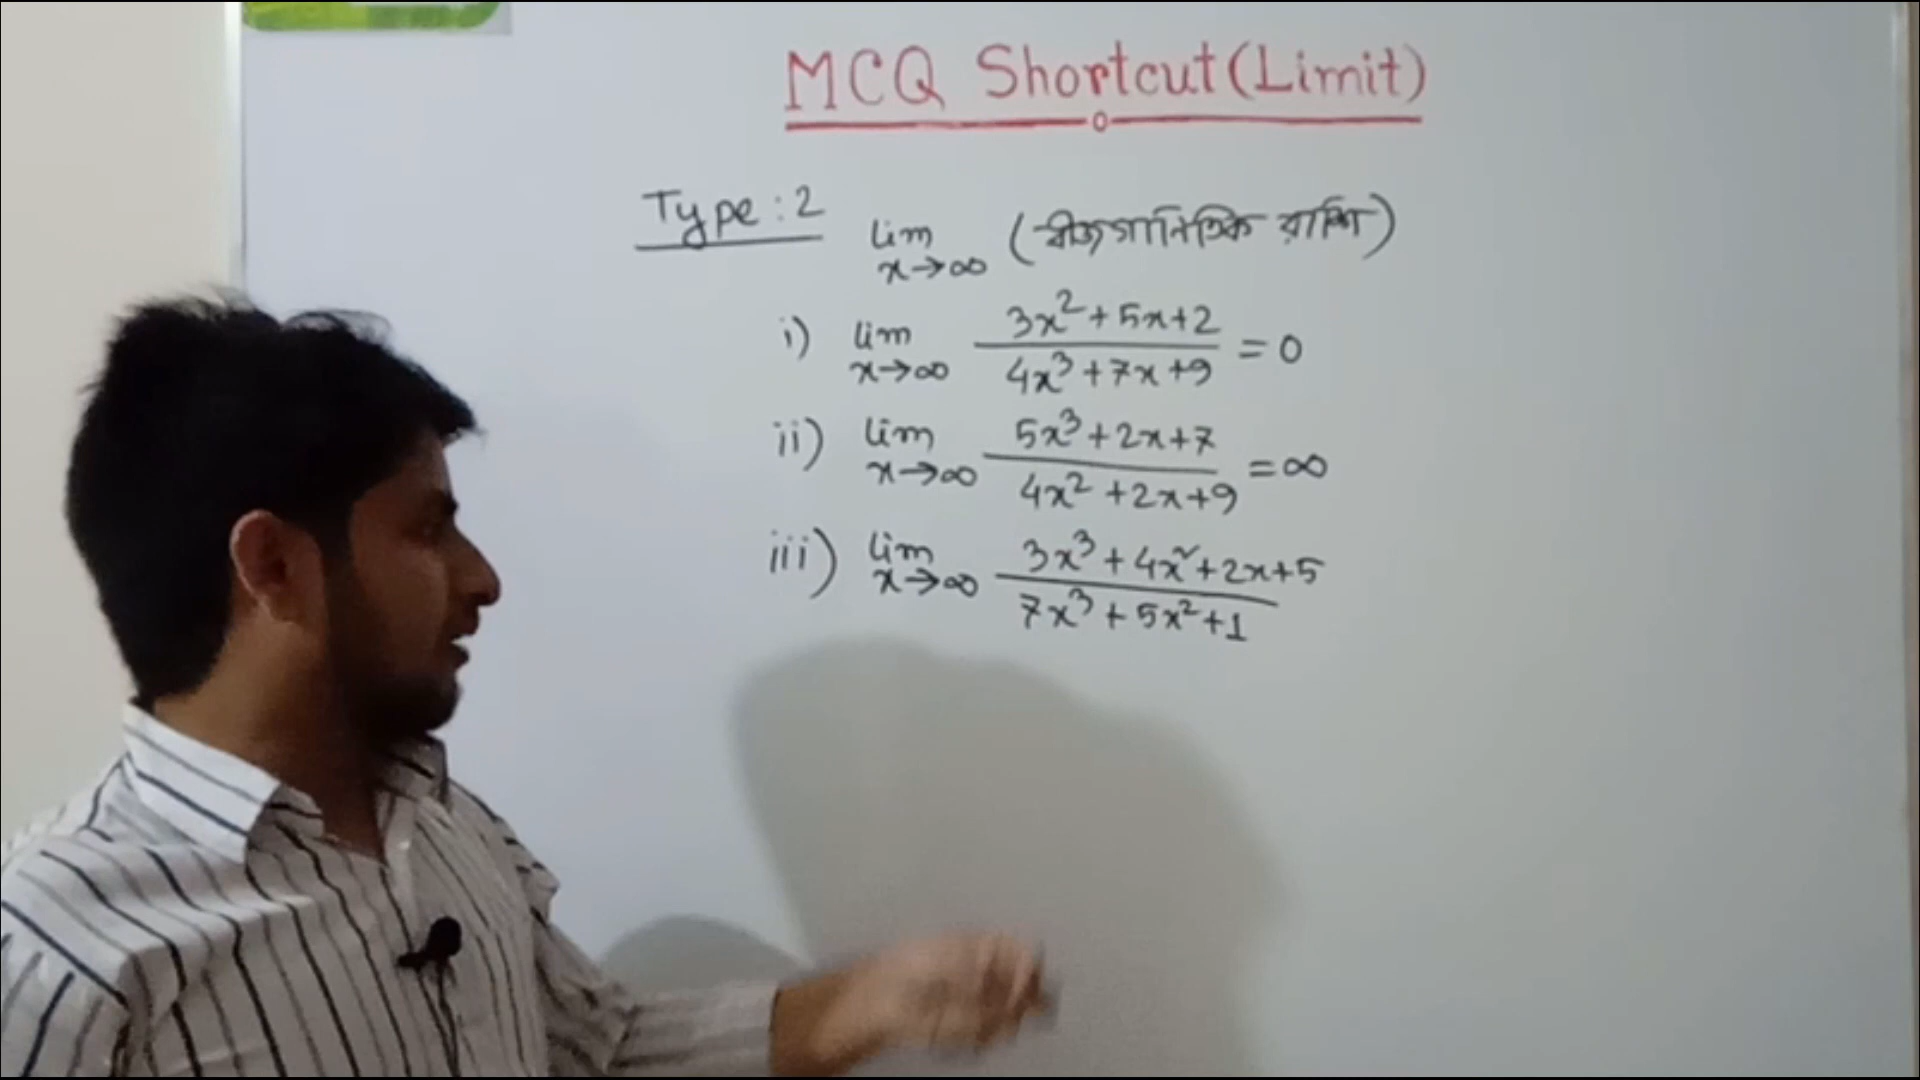 MCQ Shortcut (Limit)
Type : 2
lim x→∞ (বীজগানিতিক রাশি)
i) lim x→∞ (3x² + 5x + 2)/(4x³ + 7x + 9) = 0
ii) lim x→∞ (5x³ + 2x + 7)/(4x² + 2x + 9) = ∞
iii) lim x→∞ (3x³ + 4x² + 2x + 5)/(7x³ + 5x² + 1)